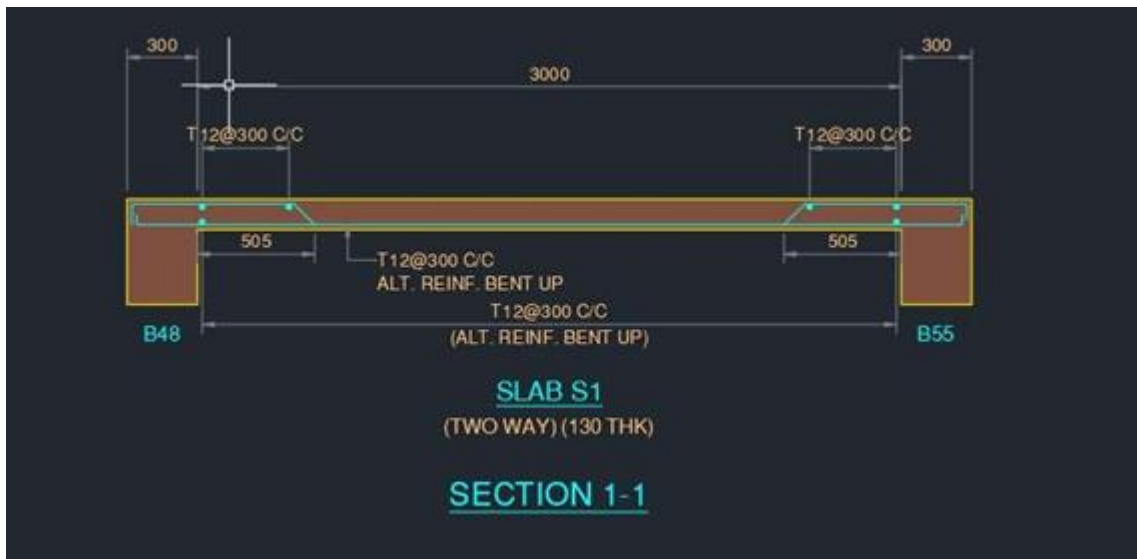 300
3000
300
T12@300 C/C
T12@300 C/C
505
505
T12@300 C/C
ALT. REINF. BENT UP
T12@300 C/C
(ALT. REINF. BENT UP)
B48
B55
SLAB S1
(TWO WAY) (130 THK)
SECTION 1-1